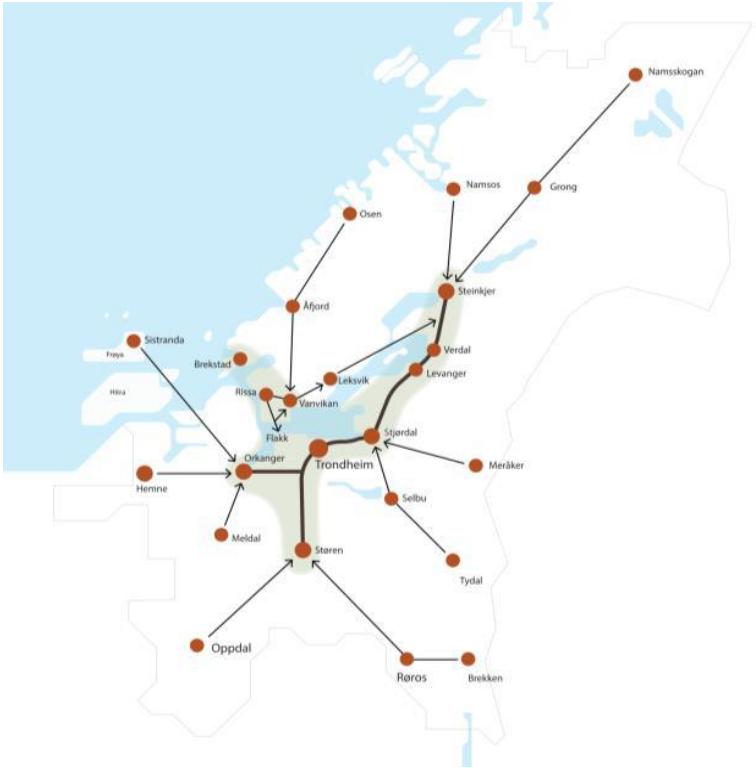 Namsskogan
Namsos
Grong
Osen
Steinkjer
Åfjord
Sistranda
Frøya
Verdal
Brekstad
Levanger
Leksvik
Hitra
Rissa
Vanvikan
Flakk
Stjørdal
Orkanger
Trondheim
Meråker
Hemne
Selbu
Meldal
Støren
Tydal
Oppdal
Røros
Brekken